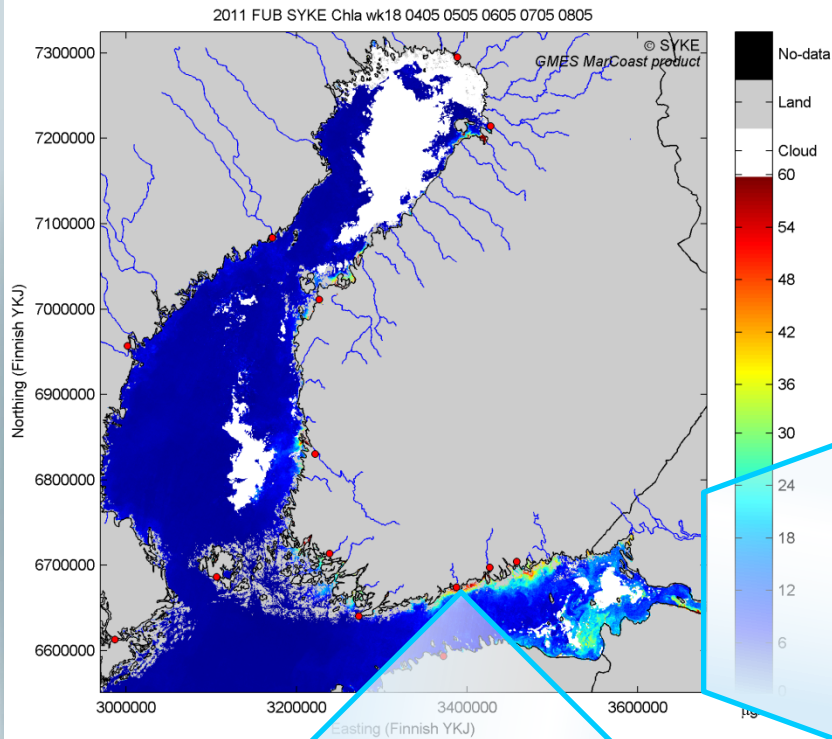 2011 FUB SYKE Chla wk18 0405 0505 0605 0705 0805
© SYKE
GMES MarCoast product
7300000
7200000
7100000
7000000
6900000
6800000
6700000
6600000
Northing (Finnish YKJ)
3000000
3200000
3400000
3600000
Easting (Finnish YKJ)
No-data
Land
Cloud
60
54
48
42
36
30
24
18
12
6
0